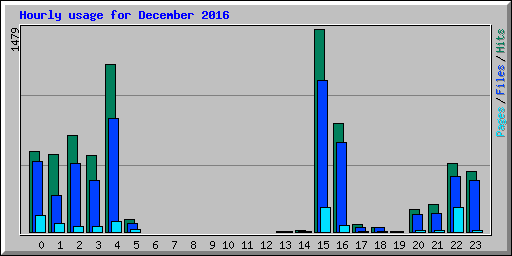 Hourly usage for December 2016
1479
Pages/Files/Hits
0 1 2 3 4 5 6 7 8 9 10 11 12 13 14 15 16 17 18 19 20 21 22 23